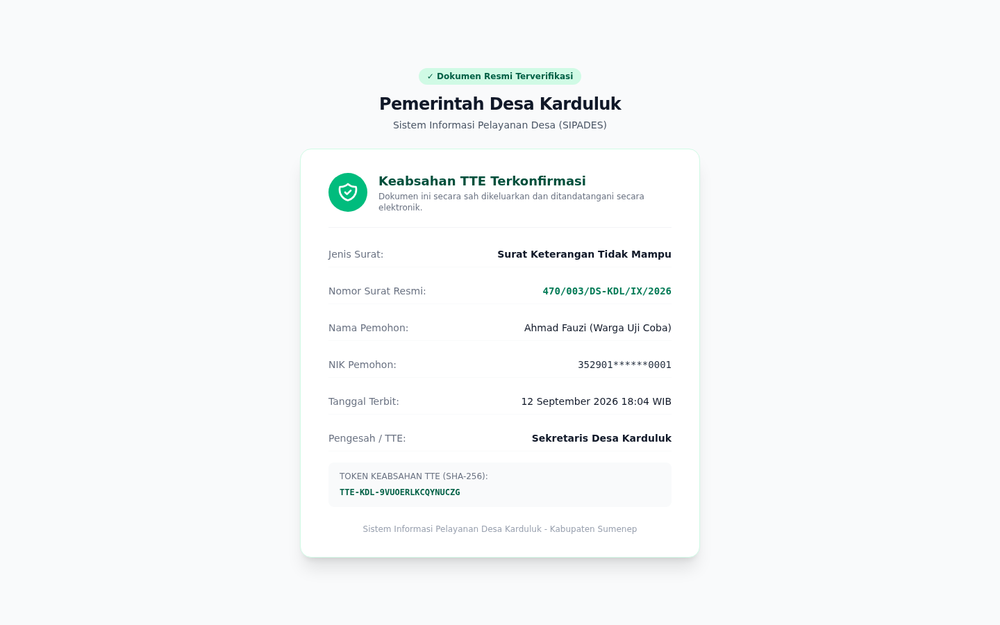 ✓ Dokumen Resmi Terverifikasi
Pemerintah Desa Karduluk
Sistem Informasi Pelayanan Desa (SIPADES)
Keabsahan TTE Terkonfirmasi
Dokumen ini secara sah dikeluarkan dan ditandatangani secara
elektronik.
Jenis Surat: Surat Keterangan Tidak Mampu
Nomor Surat Resmi: 470/003/DS-KDL/IX/2026
Nama Pemohon: Ahmad Fauzi (Warga Uji Coba)
NIK Pemohon: 352901******0001
Tanggal Terbit: 12 September 2026 18:04 WIB
Pengesah / TTE: Sekretaris Desa Karduluk
TOKEN KEABSAHAN TTE (SHA-256):
TTE-KDL-9VUOERLKCQYNUCZG
Sistem Informasi Pelayanan Desa Karduluk - Kabupaten Sumenep